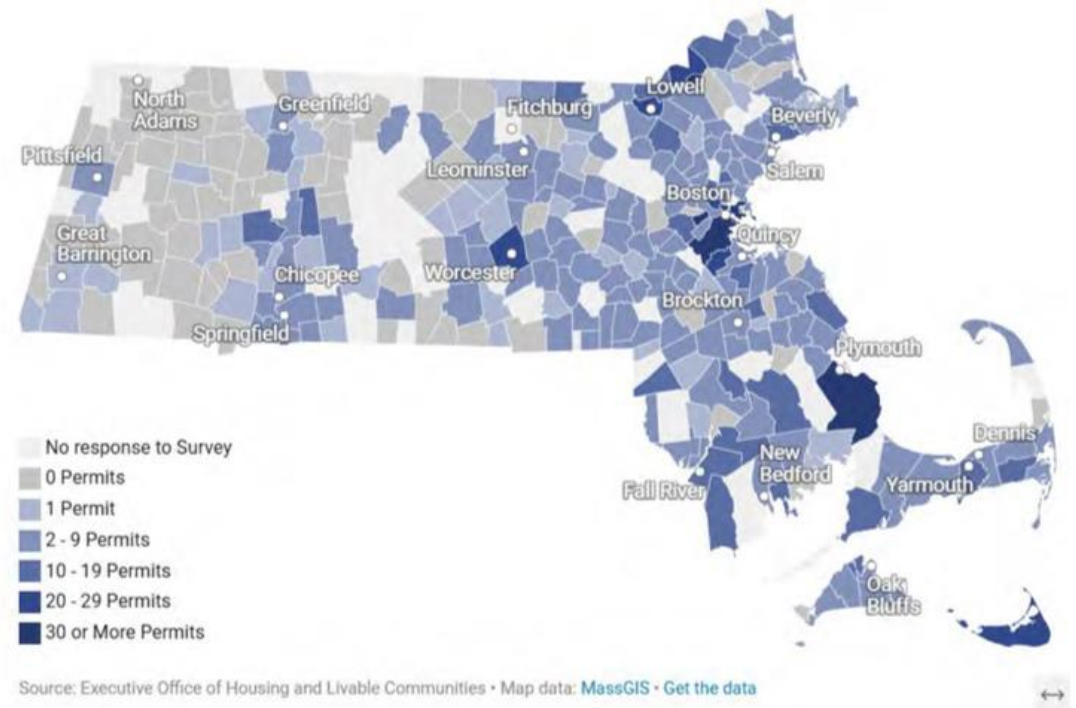 Lowell
North
Adams
Greenfield
Fitchburg
Beverly
Pittsfield
Leominster
Salem
Boston
Great
Barrington
Quincy
Chicopee
Worcester
Brockton
Springfield
Plymouth
No response to Survey
0 Permits
1 Permit
2 - 9 Permits
10 - 19 Permits
20 - 29 Permits
30 or More Permits
Dennis
New
Bedford
Yarmouth
Fall River
Oak
Bluffs
Source: Executive Office of Housing and Livable Communities • Map data: MassGIS • Get the data